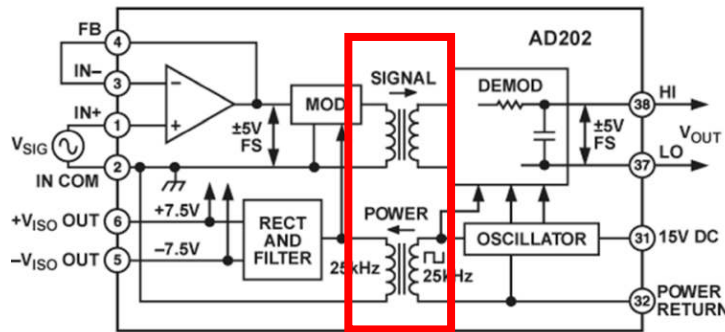 AD202
FB
4
IN–
3
IN+
1
VSIG
2
IN COM
MOD
±5V
FS
SIGNAL
DEMOD
HI
38
±5V
FS
VOUT
LO
37
+VISO OUT
6
+7.5V
–VISO OUT
5
–7.5V
RECT
AND
FILTER
POWER
25kHz
25kHz
OSCILLATOR
31
15V DC
32
POWER
RETURN